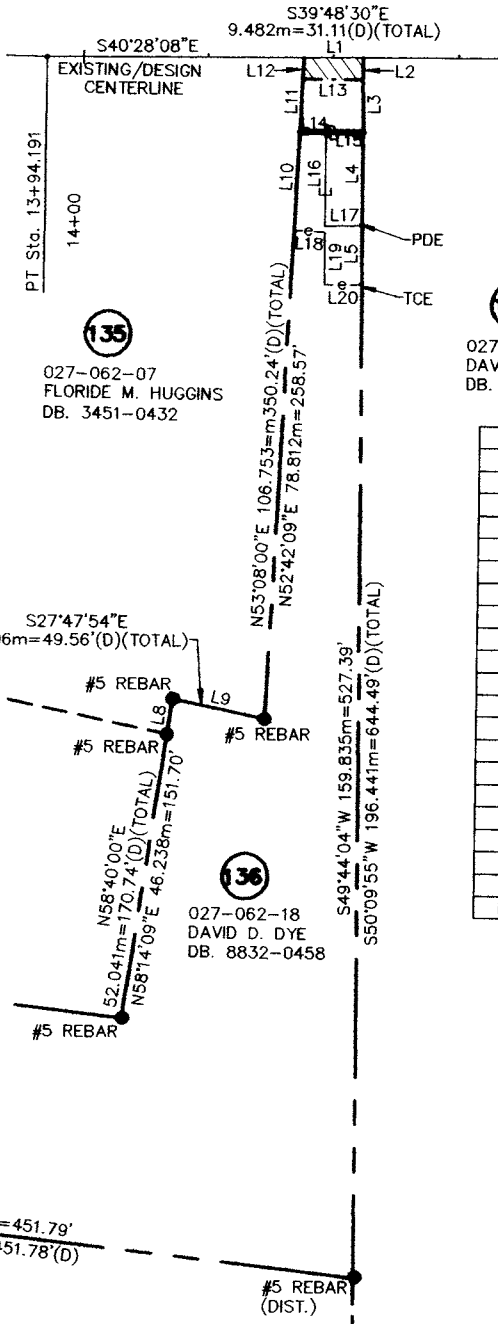 S39°48'30"E
9.482m=31.11(D)(TOTAL)
S40°28'08"E
L1
EXISTING/DESIGN
CENTERLINE
L12
L2
L13
L11
L3
L14
L15
PT Sta. 13+94.191
14+00
L10
L16
L4
L17
PDE
e
L18
L19
L5
e
L20
TCE
135
027-062-07
FLORIDE M. HUGGINS
DB. 3451-0432
027
DAV
DB.
N53°08'00"E 106.753=m350.24'(D)(TOTAL)
N52°42'09"E 78.812m=258.57'
S27°47'54"E
6m=49.56'(D)(TOTAL)
#5 REBAR
L9
L8
#5 REBAR
#5 REBAR
S49°44'04"W 159.835m=527.39'
S50°09'55"W 196.441m=644.49'(D)(TOTAL)
N58°40'00"E
52.041m=170.74'(D)(TOTAL)
N58°14'09"E 46.238m=151.70'
136
027-062-18
DAVID D. DYE
DB. 8832-0458
#5 REBAR
=451.79'
51.78'(D)
#5 REBAR
(DIST.)